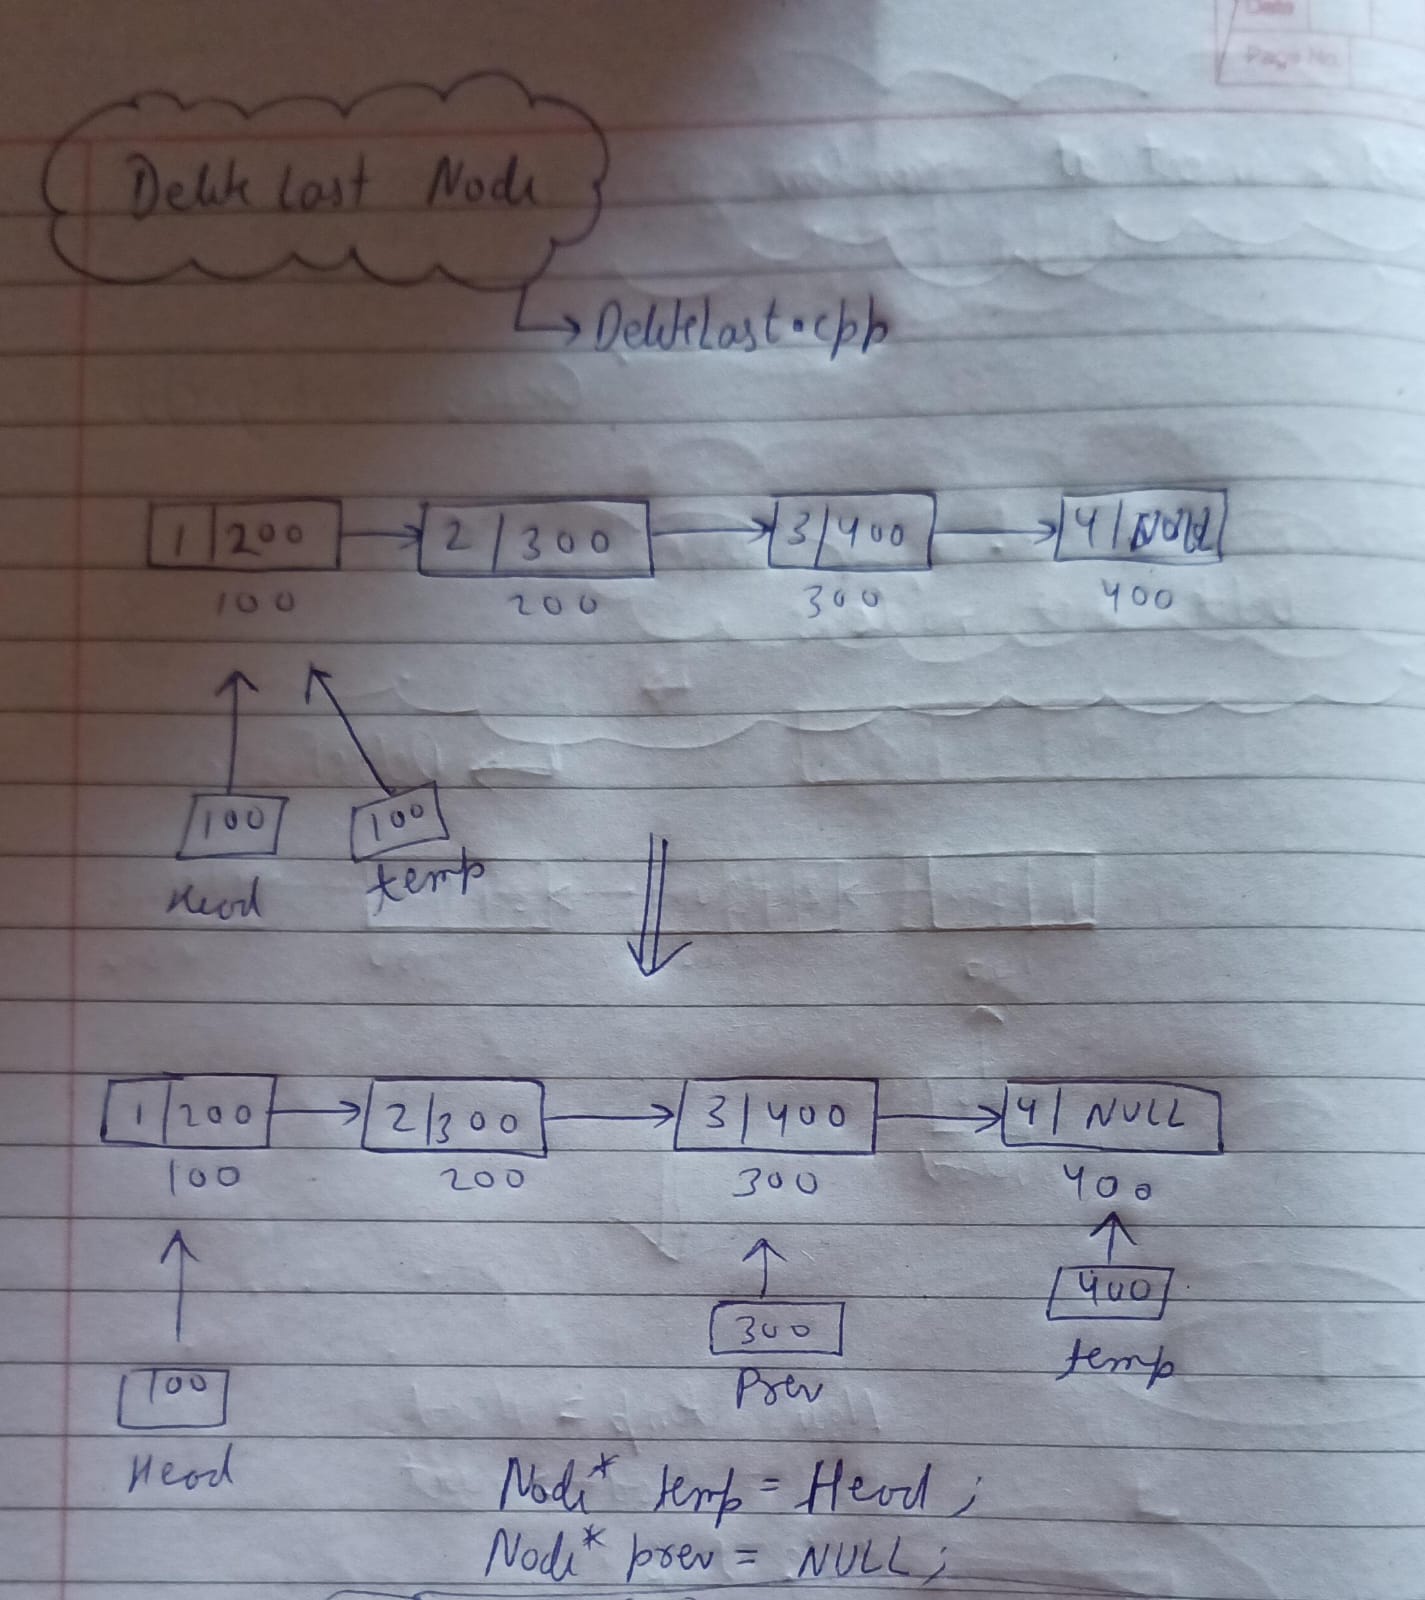 Date
Page No.
Delete Last Node
DeleteLast.cpp
1 | 200 → 2 | 300 → 3 | 400 → 4 | NULL
100 200 300 400
100 100
Head temp
1 | 200 → 2 | 300 → 3 | 400 → 4 | NULL
100 200 300 400
400
300
temp
100 Prev
Head
Node* temp = Head;
Node* prev = NULL;